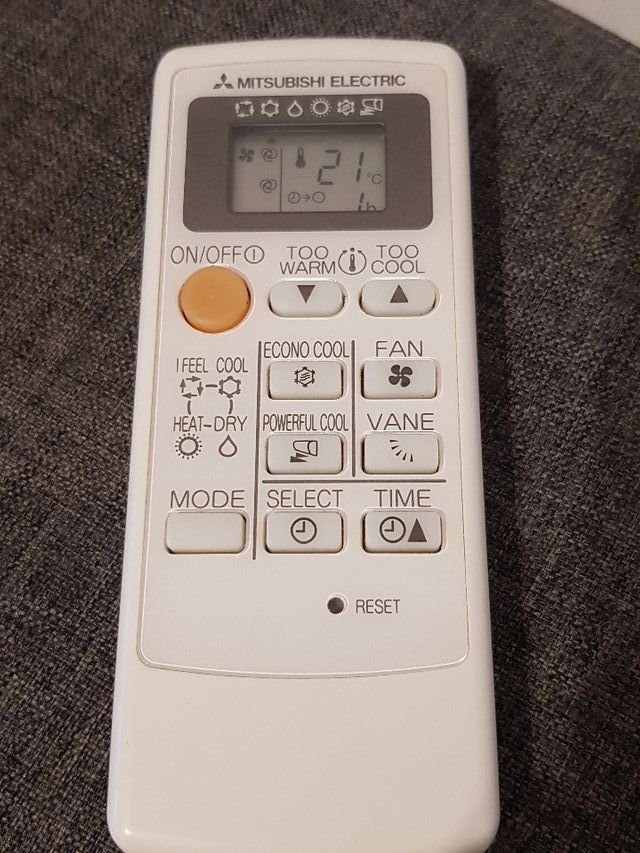 MITSUBISHI ELECTRIC
21°C
1h
ON/OFF
TOO WARM
TOO COOL
ECONO COOL
FAN
I FEEL COOL
HEAT DRY
POWERFUL COOL
VANE
MODE
SELECT
TIME
RESET